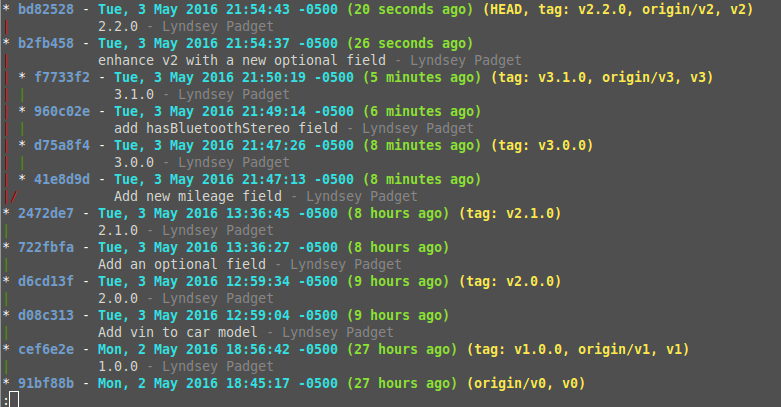 * bd82528 - Tue, 3 May 2016 21:54:43 -0500 (20 seconds ago) (HEAD, tag: v2.2.0, origin/v2, v2)
|           2.2.0 - Lyndsey Padget
* b2fb458 - Tue, 3 May 2016 21:54:37 -0500 (26 seconds ago)
|           enhance v2 with a new optional field - Lyndsey Padget
| * f7733f2 - Tue, 3 May 2016 21:50:19 -0500 (5 minutes ago) (tag: v3.1.0, origin/v3, v3)
| |           3.1.0 - Lyndsey Padget
| * 960c02e - Tue, 3 May 2016 21:49:14 -0500 (6 minutes ago)
| |           add hasBluetoothStereo field - Lyndsey Padget
| * d75a8f4 - Tue, 3 May 2016 21:47:26 -0500 (8 minutes ago) (tag: v3.0.0)
| |           3.0.0 - Lyndsey Padget
| * 41e8d9d - Tue, 3 May 2016 21:47:13 -0500 (8 minutes ago)
|/            Add new mileage field - Lyndsey Padget
* 2472de7 - Tue, 3 May 2016 13:36:45 -0500 (8 hours ago) (tag: v2.1.0)
|           2.1.0 - Lyndsey Padget
* 722fbfa - Tue, 3 May 2016 13:36:27 -0500 (8 hours ago)
|           Add an optional field - Lyndsey Padget
* d6cd13f - Tue, 3 May 2016 12:59:34 -0500 (9 hours ago) (tag: v2.0.0)
|           2.0.0 - Lyndsey Padget
* d08c313 - Tue, 3 May 2016 12:59:04 -0500 (9 hours ago)
|           Add vin to car model - Lyndsey Padget
* cef6e2e - Mon, 2 May 2016 18:56:42 -0500 (27 hours ago) (tag: v1.0.0, origin/v1, v1)
|           1.0.0 - Lyndsey Padget
* 91bf88b - Mon, 2 May 2016 18:45:17 -0500 (27 hours ago) (origin/v0, v0)
: